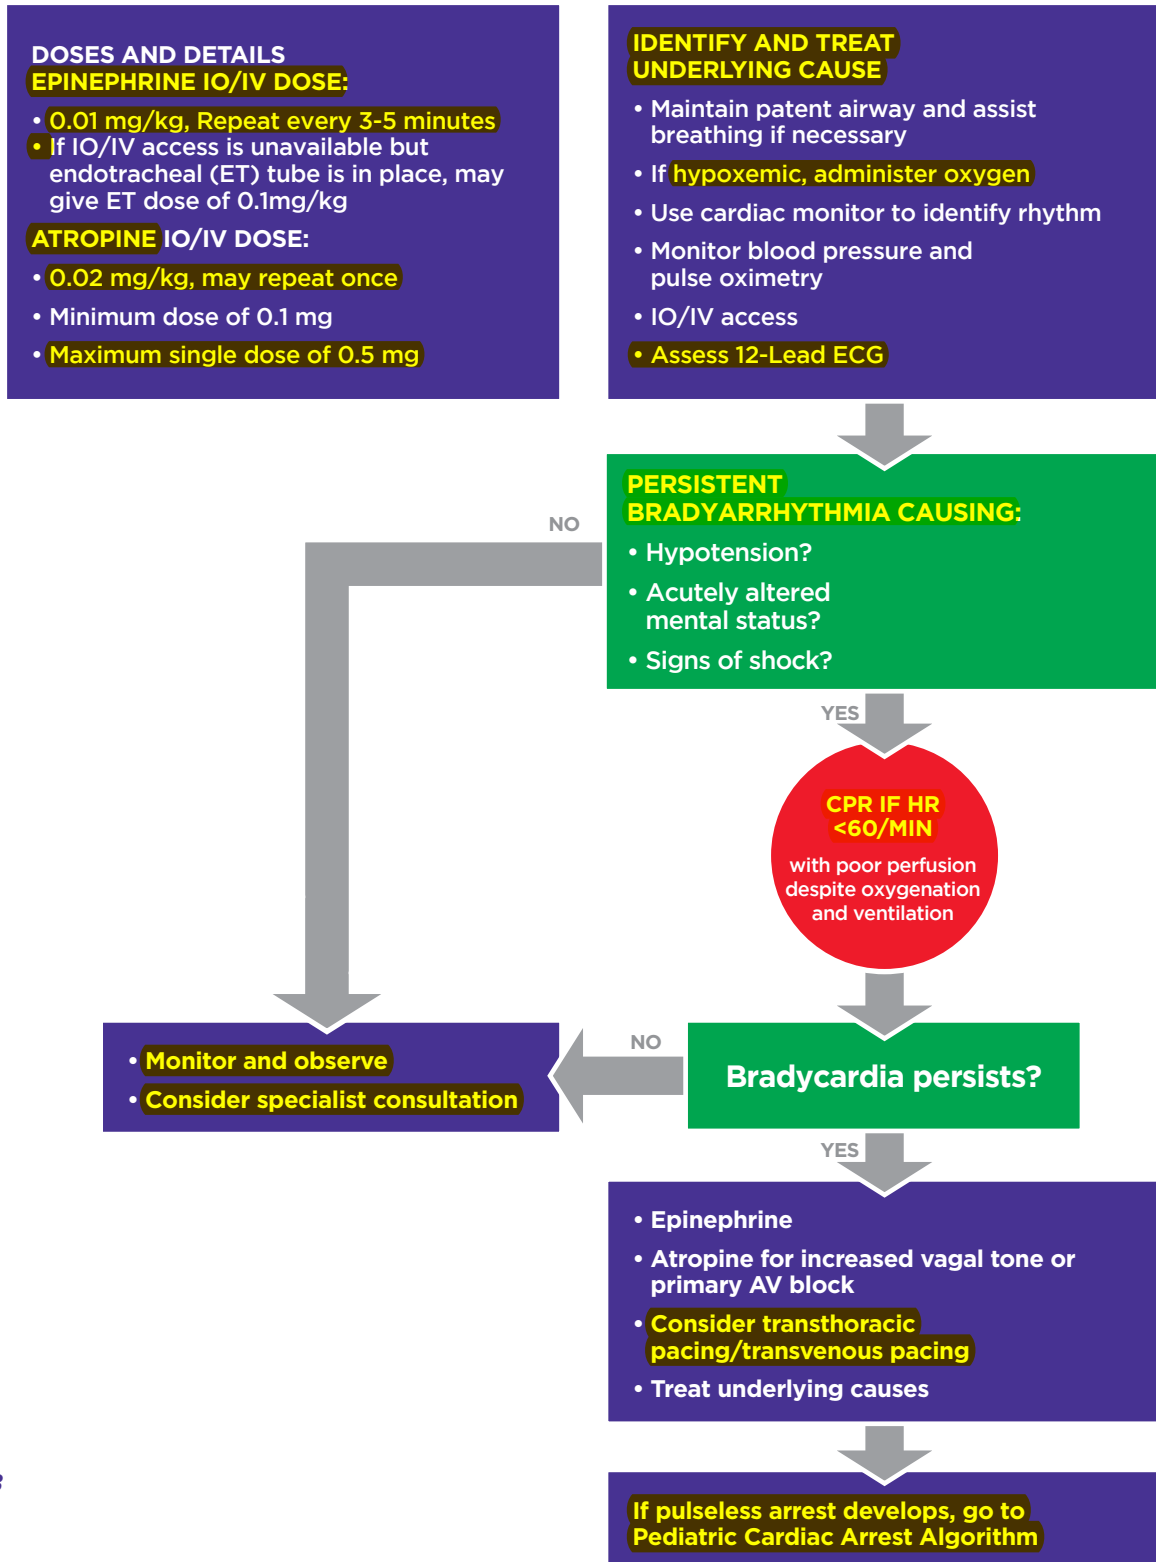 DOSES AND DETAILS
EPINEPHRINE IO/IV DOSE:
• 0.01 mg/kg, Repeat every 3-5 minutes
• If IO/IV access is unavailable but
endotracheal (ET) tube is in place, may
give ET dose of 0.1mg/kg
ATROPINE IO/IV DOSE:
• 0.02 mg/kg, may repeat once
• Minimum dose of 0.1 mg
• Maximum single dose of 0.5 mg
IDENTIFY AND TREAT
UNDERLYING CAUSE
• Maintain patent airway and assist
breathing if necessary
• If hypoxemic, administer oxygen
• Use cardiac monitor to identify rhythm
• Monitor blood pressure and
pulse oximetry
• IO/IV access
• Assess 12-Lead ECG
PERSISTENT
BRADYARRHYTHMIA CAUSING:
• Hypotension?
• Acutely altered
mental status?
• Signs of shock?
NO
YES
CPR IF HR
<60/MIN
with poor perfusion
despite oxygenation
and ventilation
Bradycardia persists?
NO
• Monitor and observe
• Consider specialist consultation
YES
• Epinephrine
• Atropine for increased vagal tone or
primary AV block
• Consider transthoracic
pacing/transvenous pacing
• Treat underlying causes
If pulseless arrest develops, go to
Pediatric Cardiac Arrest Algorithm